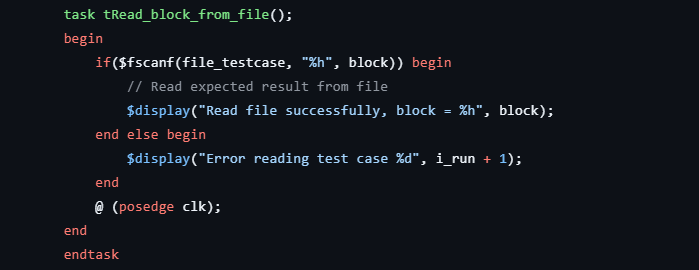 task tRead_block_from_file();
begin
if($fscanf(file_testcase, "%h", block)) begin
// Read expected result from file
$display("Read file successfully, block = %h", block);
end else begin
$display("Error reading test case %d", i_run + 1);
end
@ (posedge clk);
end
endtask